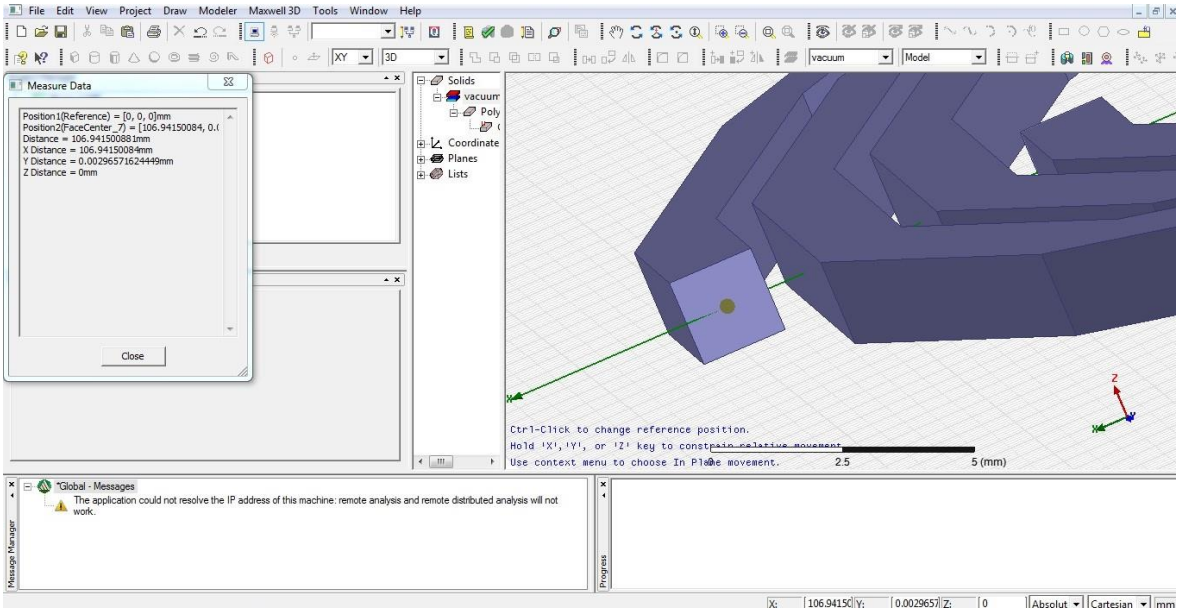 File Edit View Project Draw Modeler Maxwell 3D Tools Window Help
XY 3D vacuum Model
Measure Data
Position1(Reference) = [0, 0, 0]mm
Position2(FaceCenter_7) = [106.94150084, 0.0
Distance = 106.941500881mm
X Distance = 106.94150084mm
Y Distance = 0.00296571624449mm
Z Distance = 0mm
Close
Solids
vacuum
Poly
Coordinate
Planes
Lists
X
Z
Y
X
Ctrl-Click to change reference position.
Hold 'X','Y', or 'Z' key to constrain relative movement.
Use context menu to choose In Plane movement.
0 2.5 5 (mm)
*Global - Messages
The application could not resolve the IP address of this machine: remote analysis and remote distributed analysis will not
work.
Message Manager
Progress
X: 106.94150 Y: 0.0029657 Z: 0 Absolut Cartesian mm